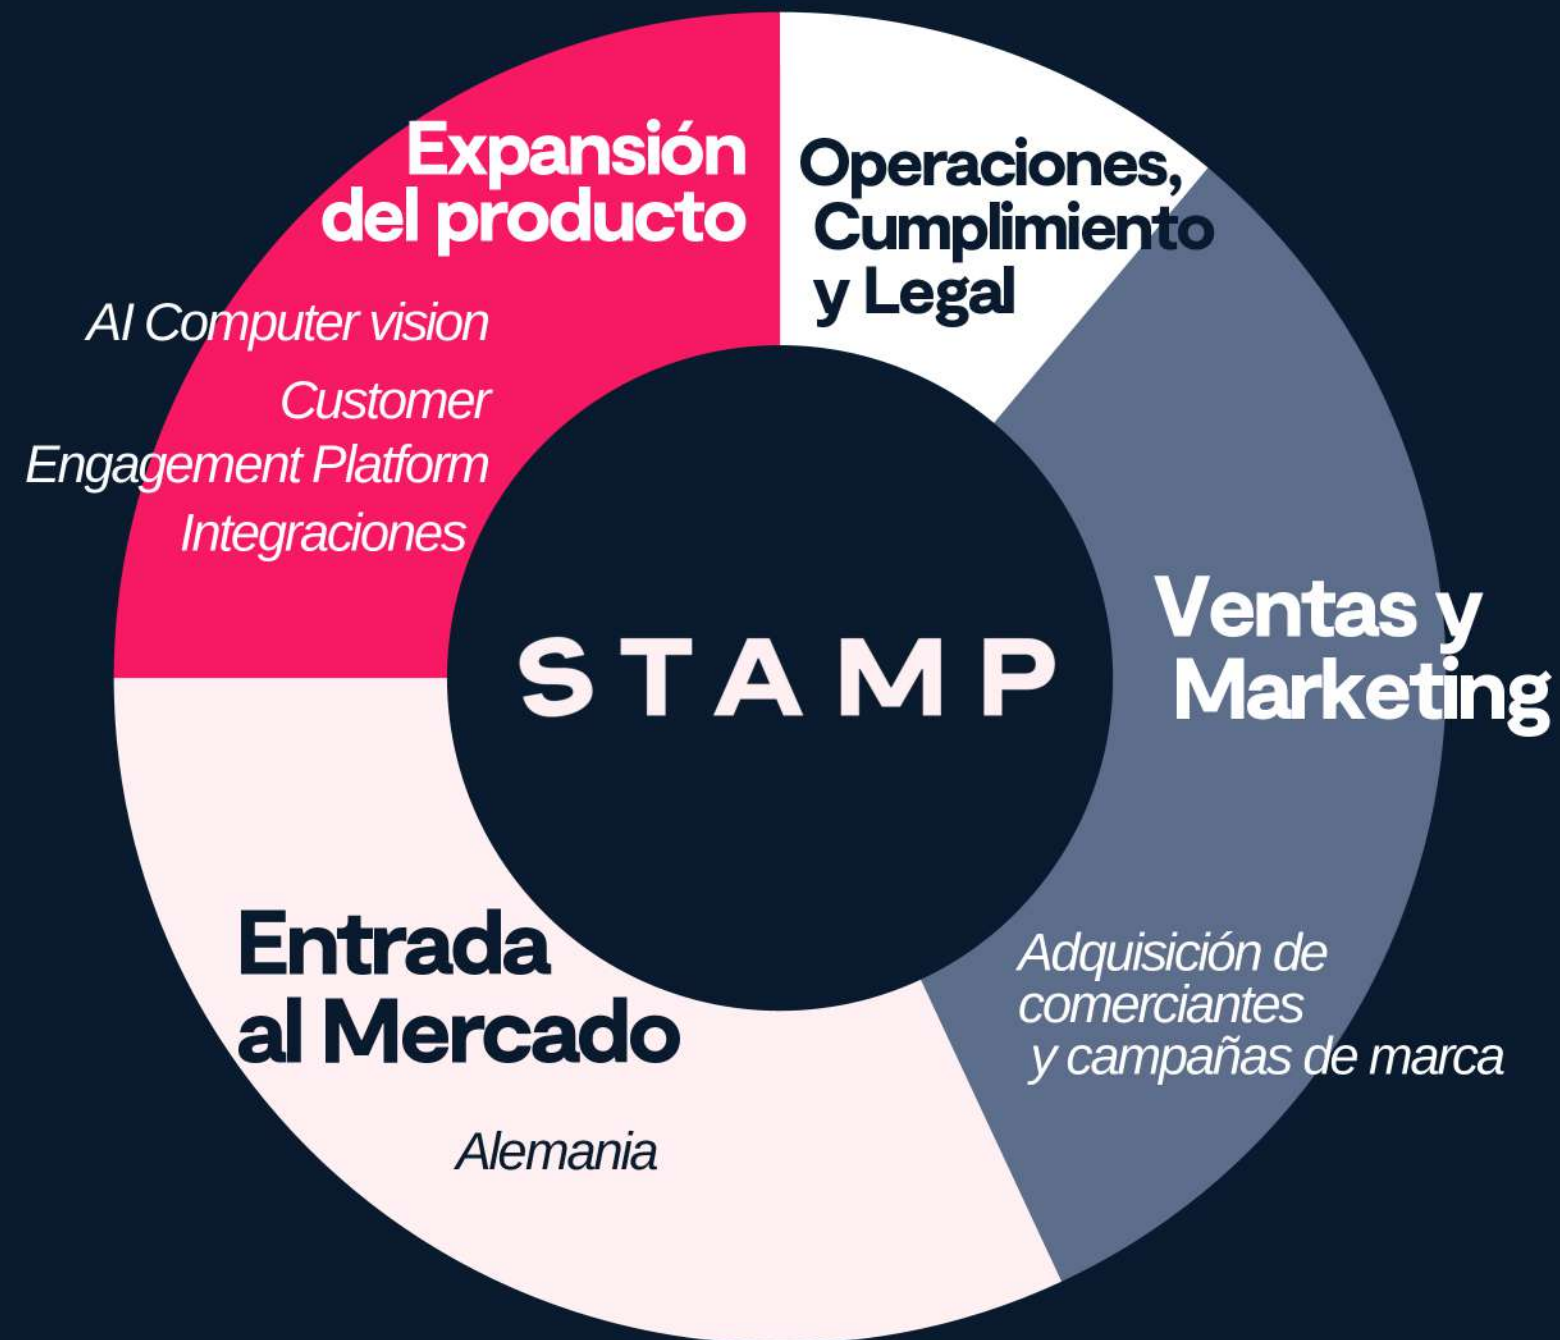 Expansión
del producto
AI Computer vision
Customer
Engagement Platform
Integraciones
Operaciones,
Cumplimiento
y Legal
STAMP
Ventas y
Marketing
Adquisición de
comerciantes
y campañas de marca
Entrada
al Mercado
Alemania